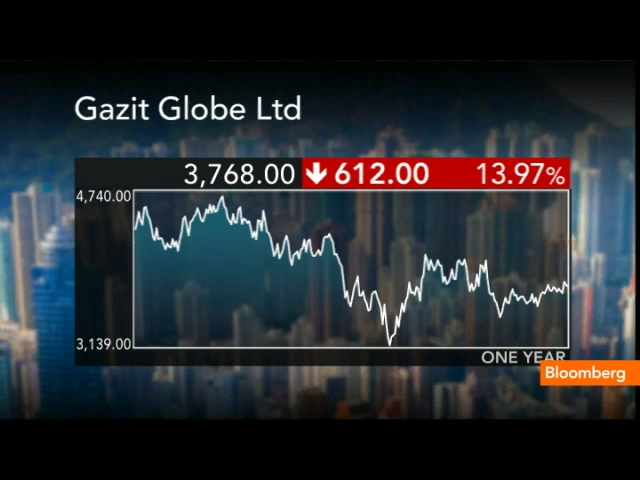 Gazit Globe Ltd
3,768.00 612.00 13.97%
4,740.00
3,139.00
ONE YEAR
Bloomberg